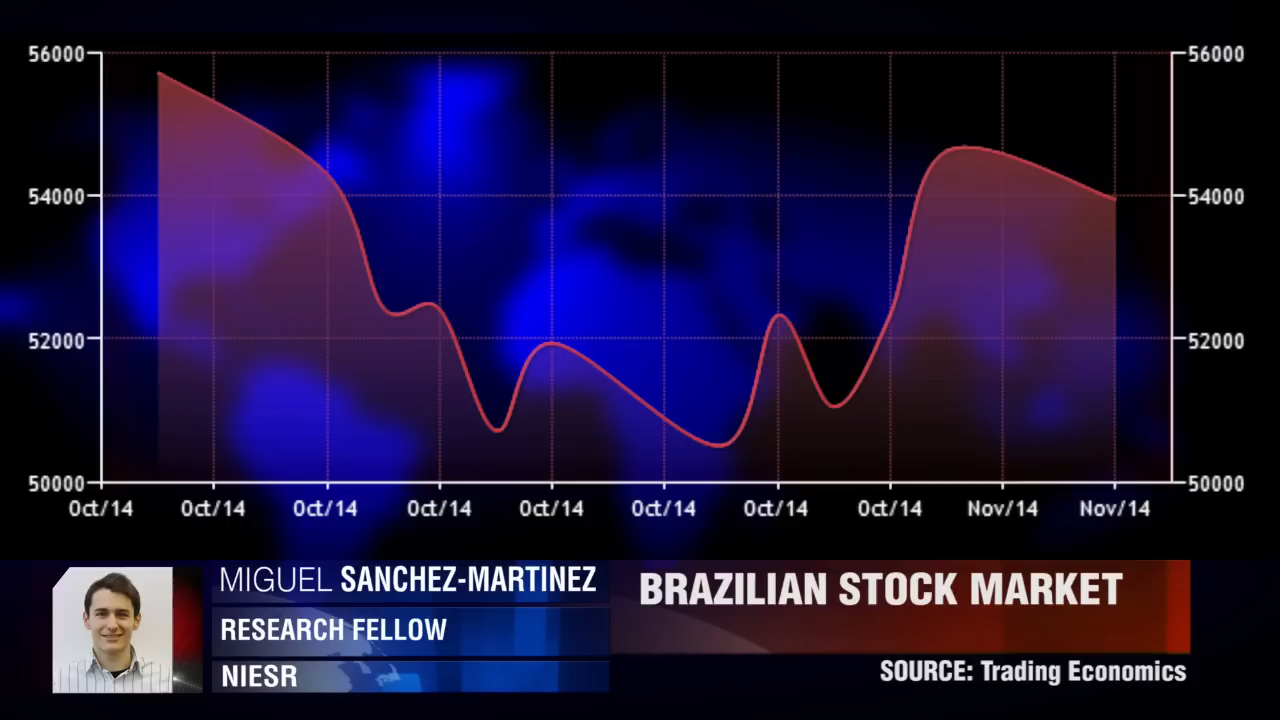 56000 56000
54000 54000
52000 52000
50000 50000
Oct/14 Oct/14 Oct/14 Oct/14 Oct/14 Oct/14 Oct/14 Oct/14 Nov/14 Nov/14
MIGUEL SANCHEZ-MARTINEZ
RESEARCH FELLOW
NIESR
BRAZILIAN STOCK MARKET
SOURCE: Trading Economics